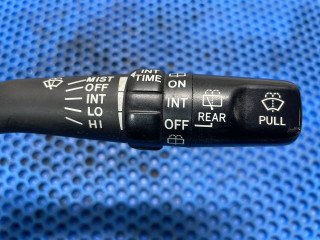 MIST
OFF
INT
LO
HI
INT
TIME
ON
INT
OFF
REAR
PULL